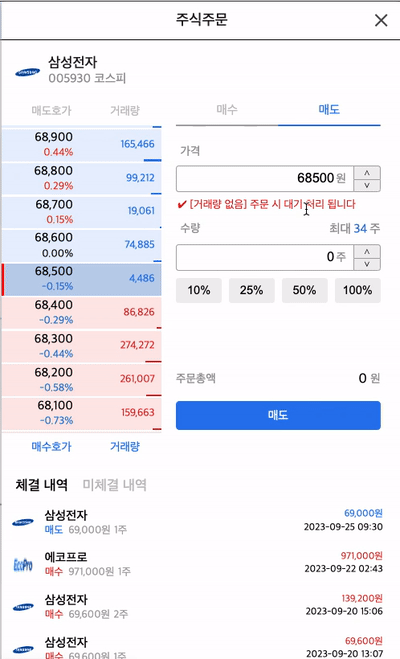 주식주문
SAMSUNG
삼성전자
005930 코스피
매도호가 거래량
매수 매도
68,900
0.44%
165,466
68,800
0.29%
99,212
68,700
0.15%
19,061
68,600
0.00%
74,885
68,500
-0.15%
4,486
68,400
-0.29%
86,826
68,300
-0.44%
274,272
68,200
-0.58%
261,007
68,100
-0.73%
159,663
매수호가 거래량
가격
68500 원
✔ [거래량 없음] 주문 시 대기 처리 됩니다
수량 최대 34 주
0 주
10% 25% 50% 100%
주문총액 0 원
매도
체결 내역 미체결 내역
SAMSUNG
삼성전자 69,000원
매도 69,000원 1주 2023-09-25 09:30
EcoPro
에코프로 971,000원
매수 971,000원 1주 2023-09-22 02:43
SAMSUNG
삼성전자 139,200원
매수 69,600원 2주 2023-09-20 15:06
SAMSUNG
삼성전자 69,600원
매수 69,600원 1주 2023-09-20 13:07